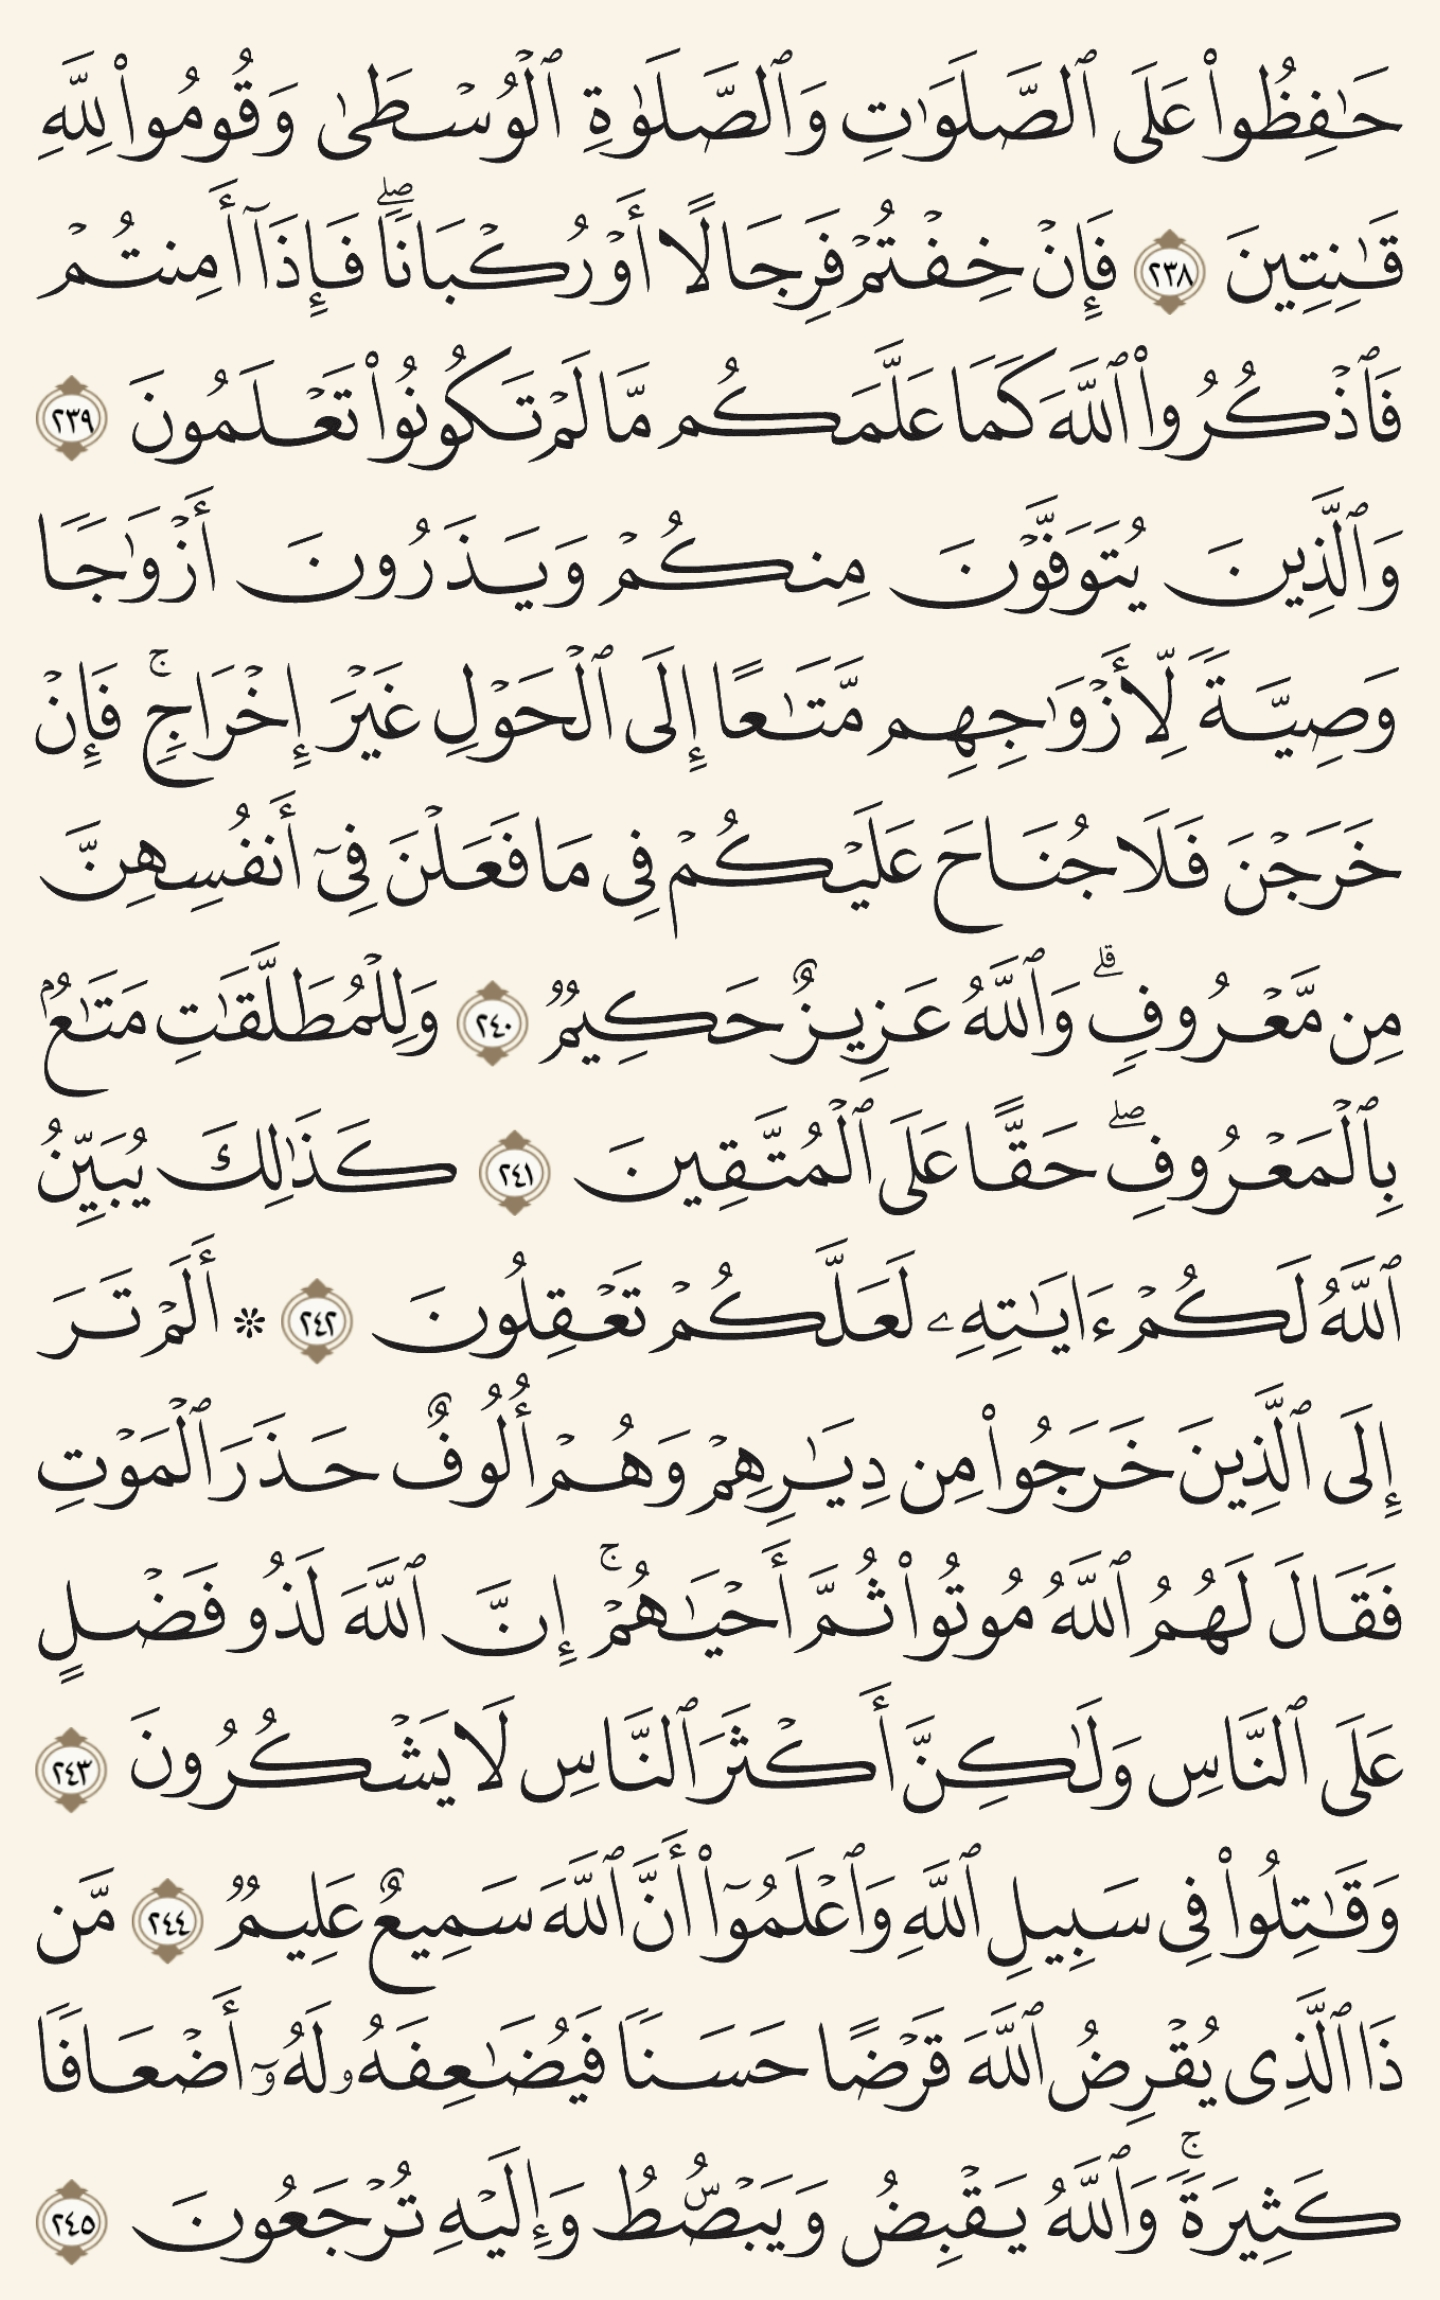 حَٰفِظُوا۟ عَلَى ٱلصَّلَوَٰتِ وَٱلصَّلَوٰةِ ٱلْوُسْطَىٰ وَقُومُوا۟ لِلَّهِ
قَٰنِتِينَ ٢٣٨ فَإِنْ خِفْتُمْ فَرِجَالًا أَوْ رُكْبَانًۭا ۖ فَإِذَآ أَمِنتُمْ
فَٱذْكُرُوا۟ ٱللَّهَ كَمَا عَلَّمَكُم مَّا لَمْ تَكُونُوا۟ تَعْلَمُونَ ٢٣٩
وَٱلَّذِينَ يُتَوَفَّوْنَ مِنكُمْ وَيَذَرُونَ أَزْوَٰجًۭا
وَصِيَّةًۭ لِّأَزْوَٰجِهِم مَّتَٰعًا إِلَى ٱلْحَوْلِ غَيْرَ إِخْرَاجٍۢ ۚ فَإِنْ
خَرَجْنَ فَلَا جُنَاحَ عَلَيْكُمْ فِى مَا فَعَلْنَ فِىٓ أَنفُسِهِنَّ
مِن مَّعْرُوفٍۢ ۗ وَٱللَّهُ عَزِيزٌ حَكِيمٌۭ ٢٤٠ وَلِلْمُطَلَّقَٰتِ مَتَٰعٌۢ
بِٱلْمَعْرُوفِ ۖ حَقًّا عَلَى ٱلْمُتَّقِينَ ٢٤١ كَذَٰلِكَ يُبَيِّنُ
ٱللَّهُ لَكُمْ ءَايَٰتِهِۦ لَعَلَّكُمْ تَعْقِلُونَ ٢٤٢ ۞ أَلَمْ تَرَ
إِلَى ٱلَّذِينَ خَرَجُوا۟ مِن دِيَٰرِهِمْ وَهُمْ أُلُوفٌ حَذَرَ ٱلْمَوْتِ
فَقَالَ لَهُمُ ٱللَّهُ مُوتُوا۟ ثُمَّ أَحْيَٰهُمْ ۚ إِنَّ ٱللَّهَ لَذُو فَضْلٍ
عَلَى ٱلنَّاسِ وَلَٰكِنَّ أَكْثَرَ ٱلنَّاسِ لَا يَشْكُرُونَ ٢٤٣
وَقَٰتِلُوا۟ فِى سَبِيلِ ٱللَّهِ وَٱعْلَمُوٓا۟ أَنَّ ٱللَّهَ سَمِيعٌ عَلِيمٌۭ ٢٤٤ مَّن
ذَا ٱلَّذِى يُقْرِضُ ٱللَّهَ قَرْضًا حَسَنًۭا فَيُضَٰعِفَهُۥ لَهُۥٓ أَضْعَافًۭا
كَثِيرَةًۭ ۚ وَٱللَّهُ يَقْبِضُ وَيَبْصُۜطُ وَإِلَيْهِ تُرْجَعُونَ ٢٤٥